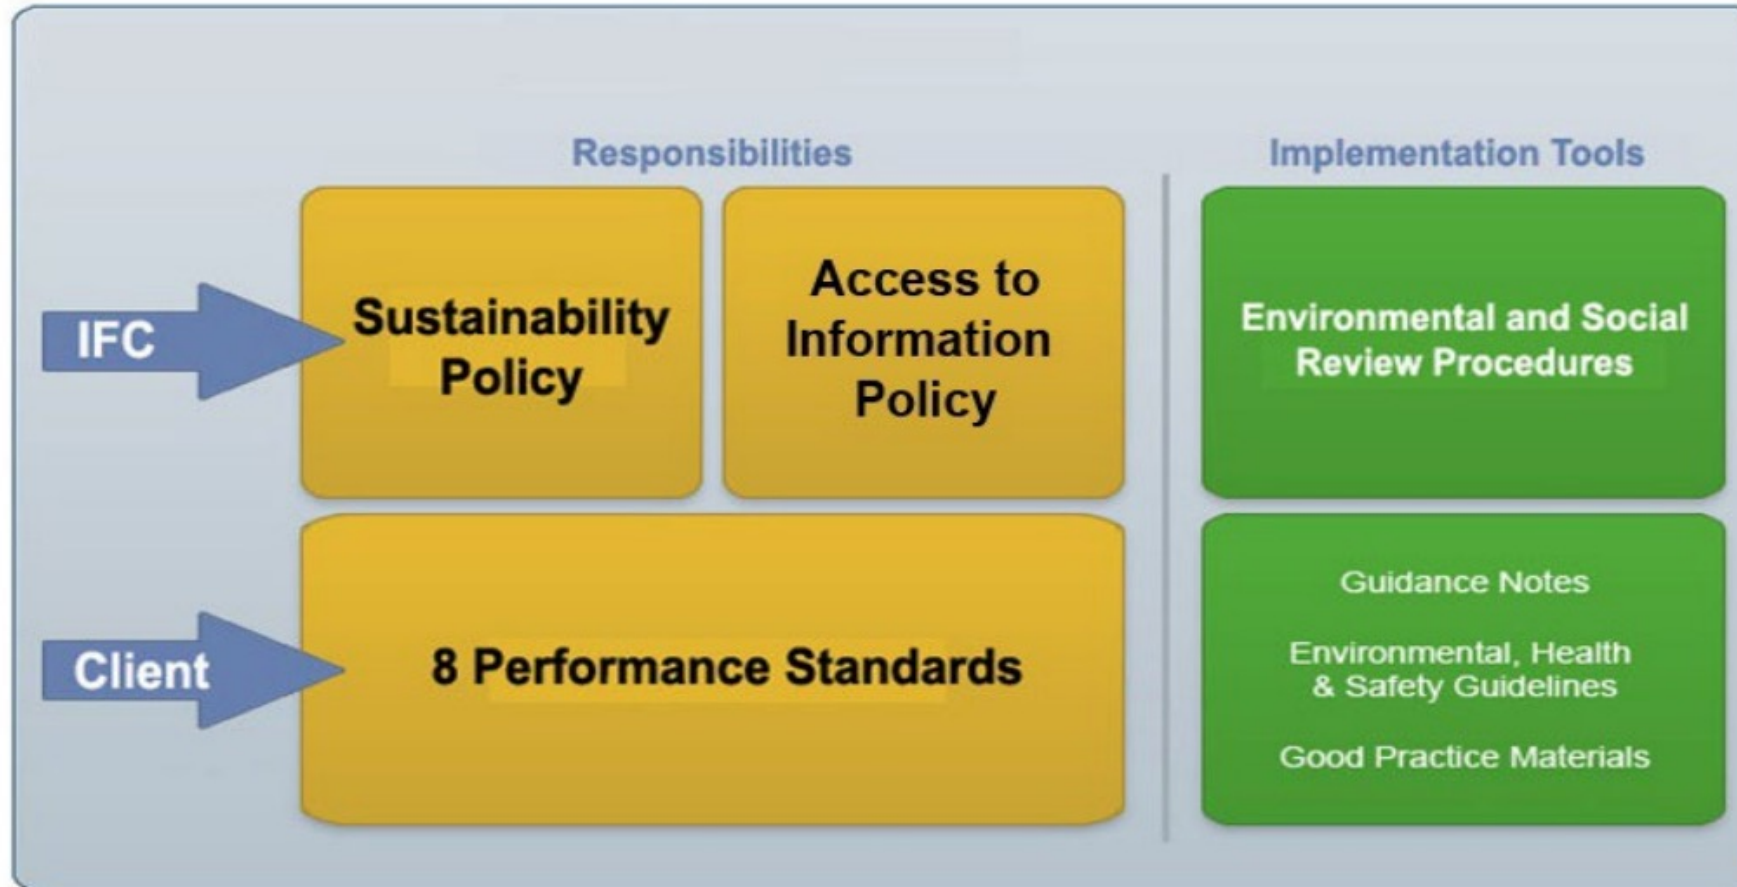 Responsibilities
Implementation Tools
IFC
Sustainability
Policy
Access to
Information
Policy
Environmental and Social
Review Procedures
Client
8 Performance Standards
Guidance Notes
Environmental, Health
& Safety Guidelines
Good Practice Materials